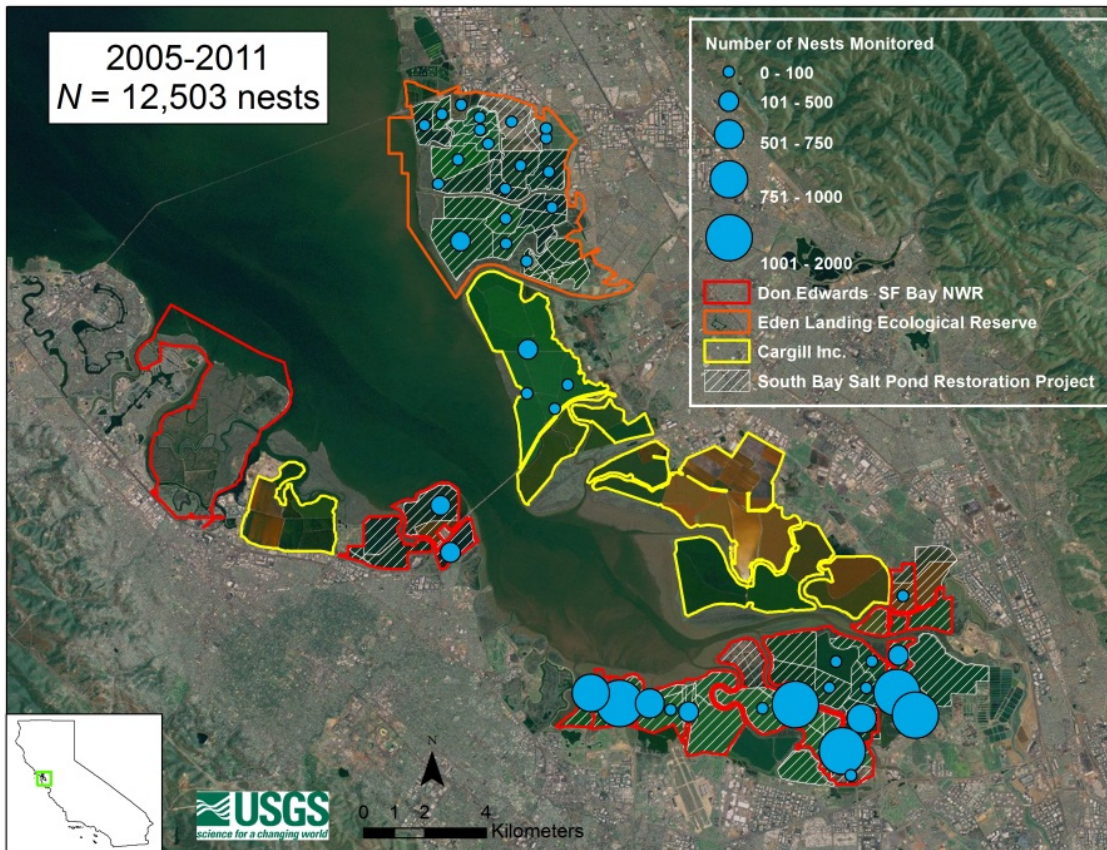 2005-2011
N = 12,503 nests
Number of Nests Monitored
0 - 100
101 - 500
501 - 750
751 - 1000
1001 - 2000
Don Edwards SF Bay NWR
Eden Landing Ecological Reserve
Cargill Inc.
South Bay Salt Pond Restoration Project
N
USGS
science for a changing world
0 1 2 4
Kilometers